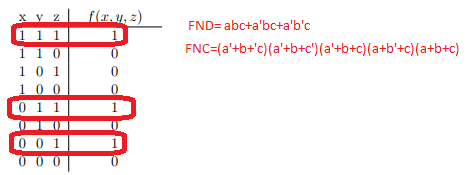 x y z f(x, y, z)
1 1 1 1
1 1 0 0
1 0 1 0
1 0 0 0
0 1 1 1
0 1 0 0
0 0 1 1
0 0 0 0
FND= abc+a'bc+a'b'c
FNC=(a'+b+'c)(a'+b+c')(a'+b+c)(a+b'+c)(a+b+c)